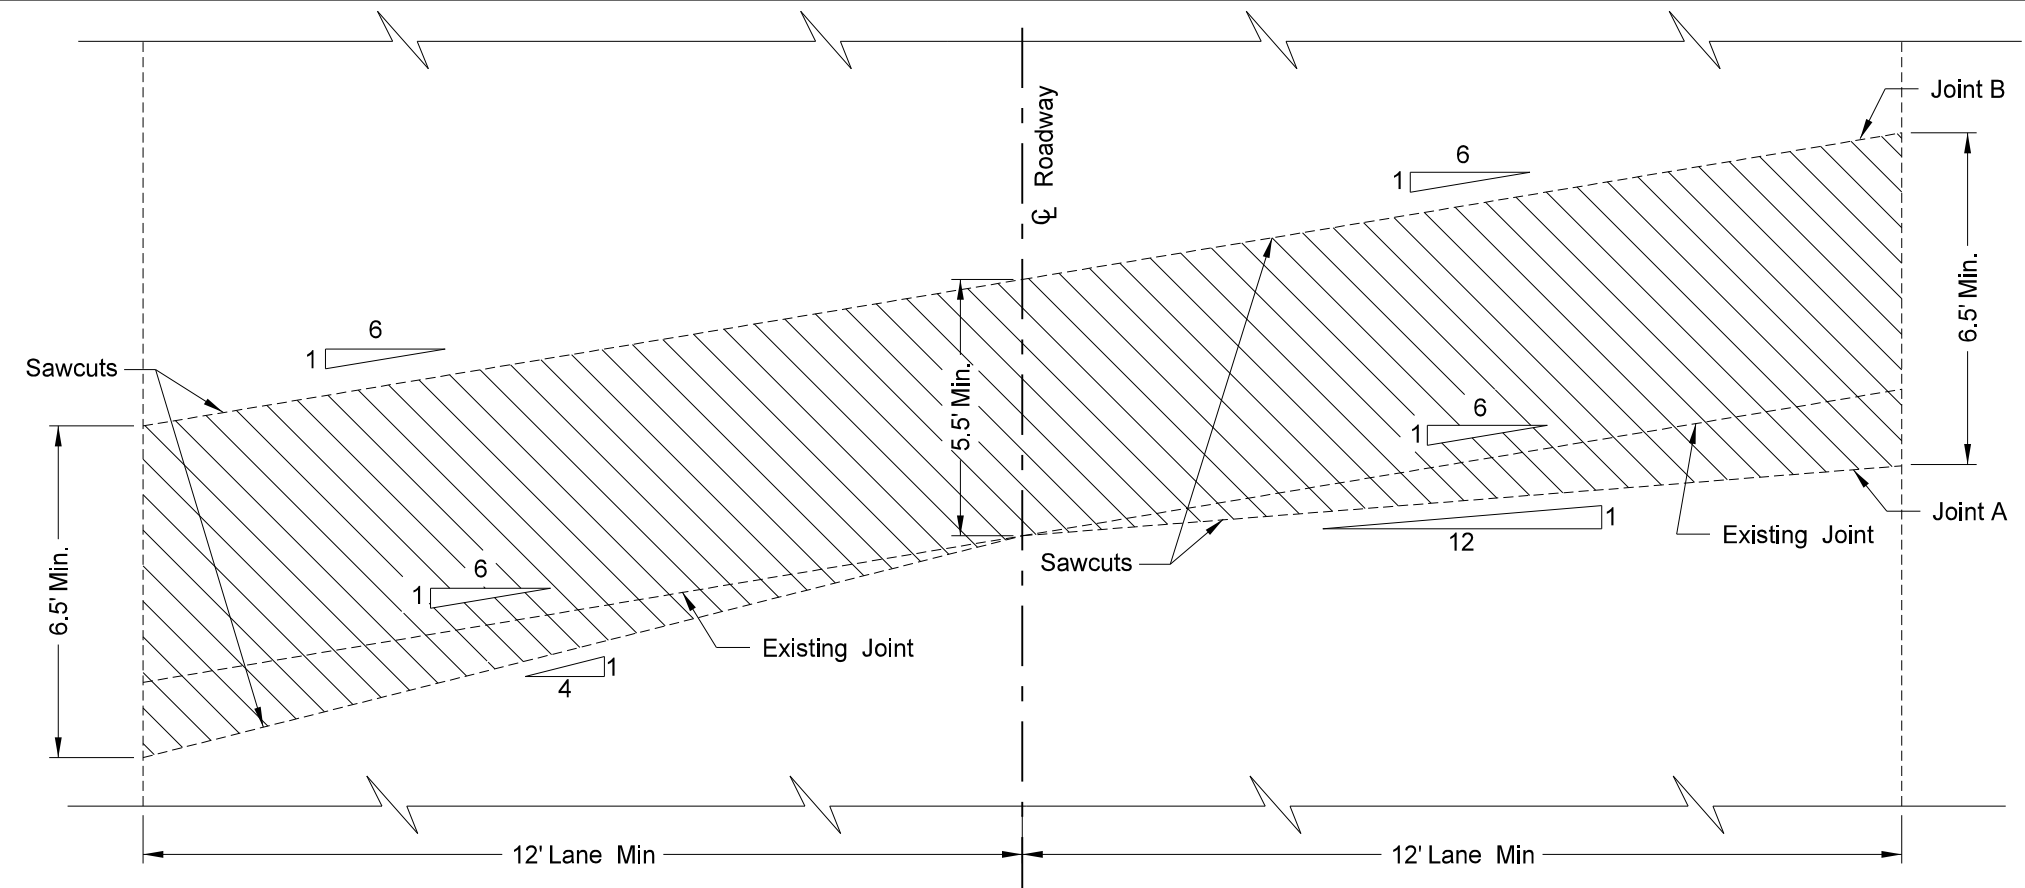 Joint B
℄ Roadway
6
1
6.5' Min.
6
1
Sawcuts
5.5' Min.
6
1
Joint A
1
12
Existing Joint
Sawcuts
6.5' Min.
6
1
Existing Joint
1
4
12' Lane Min
12' Lane Min